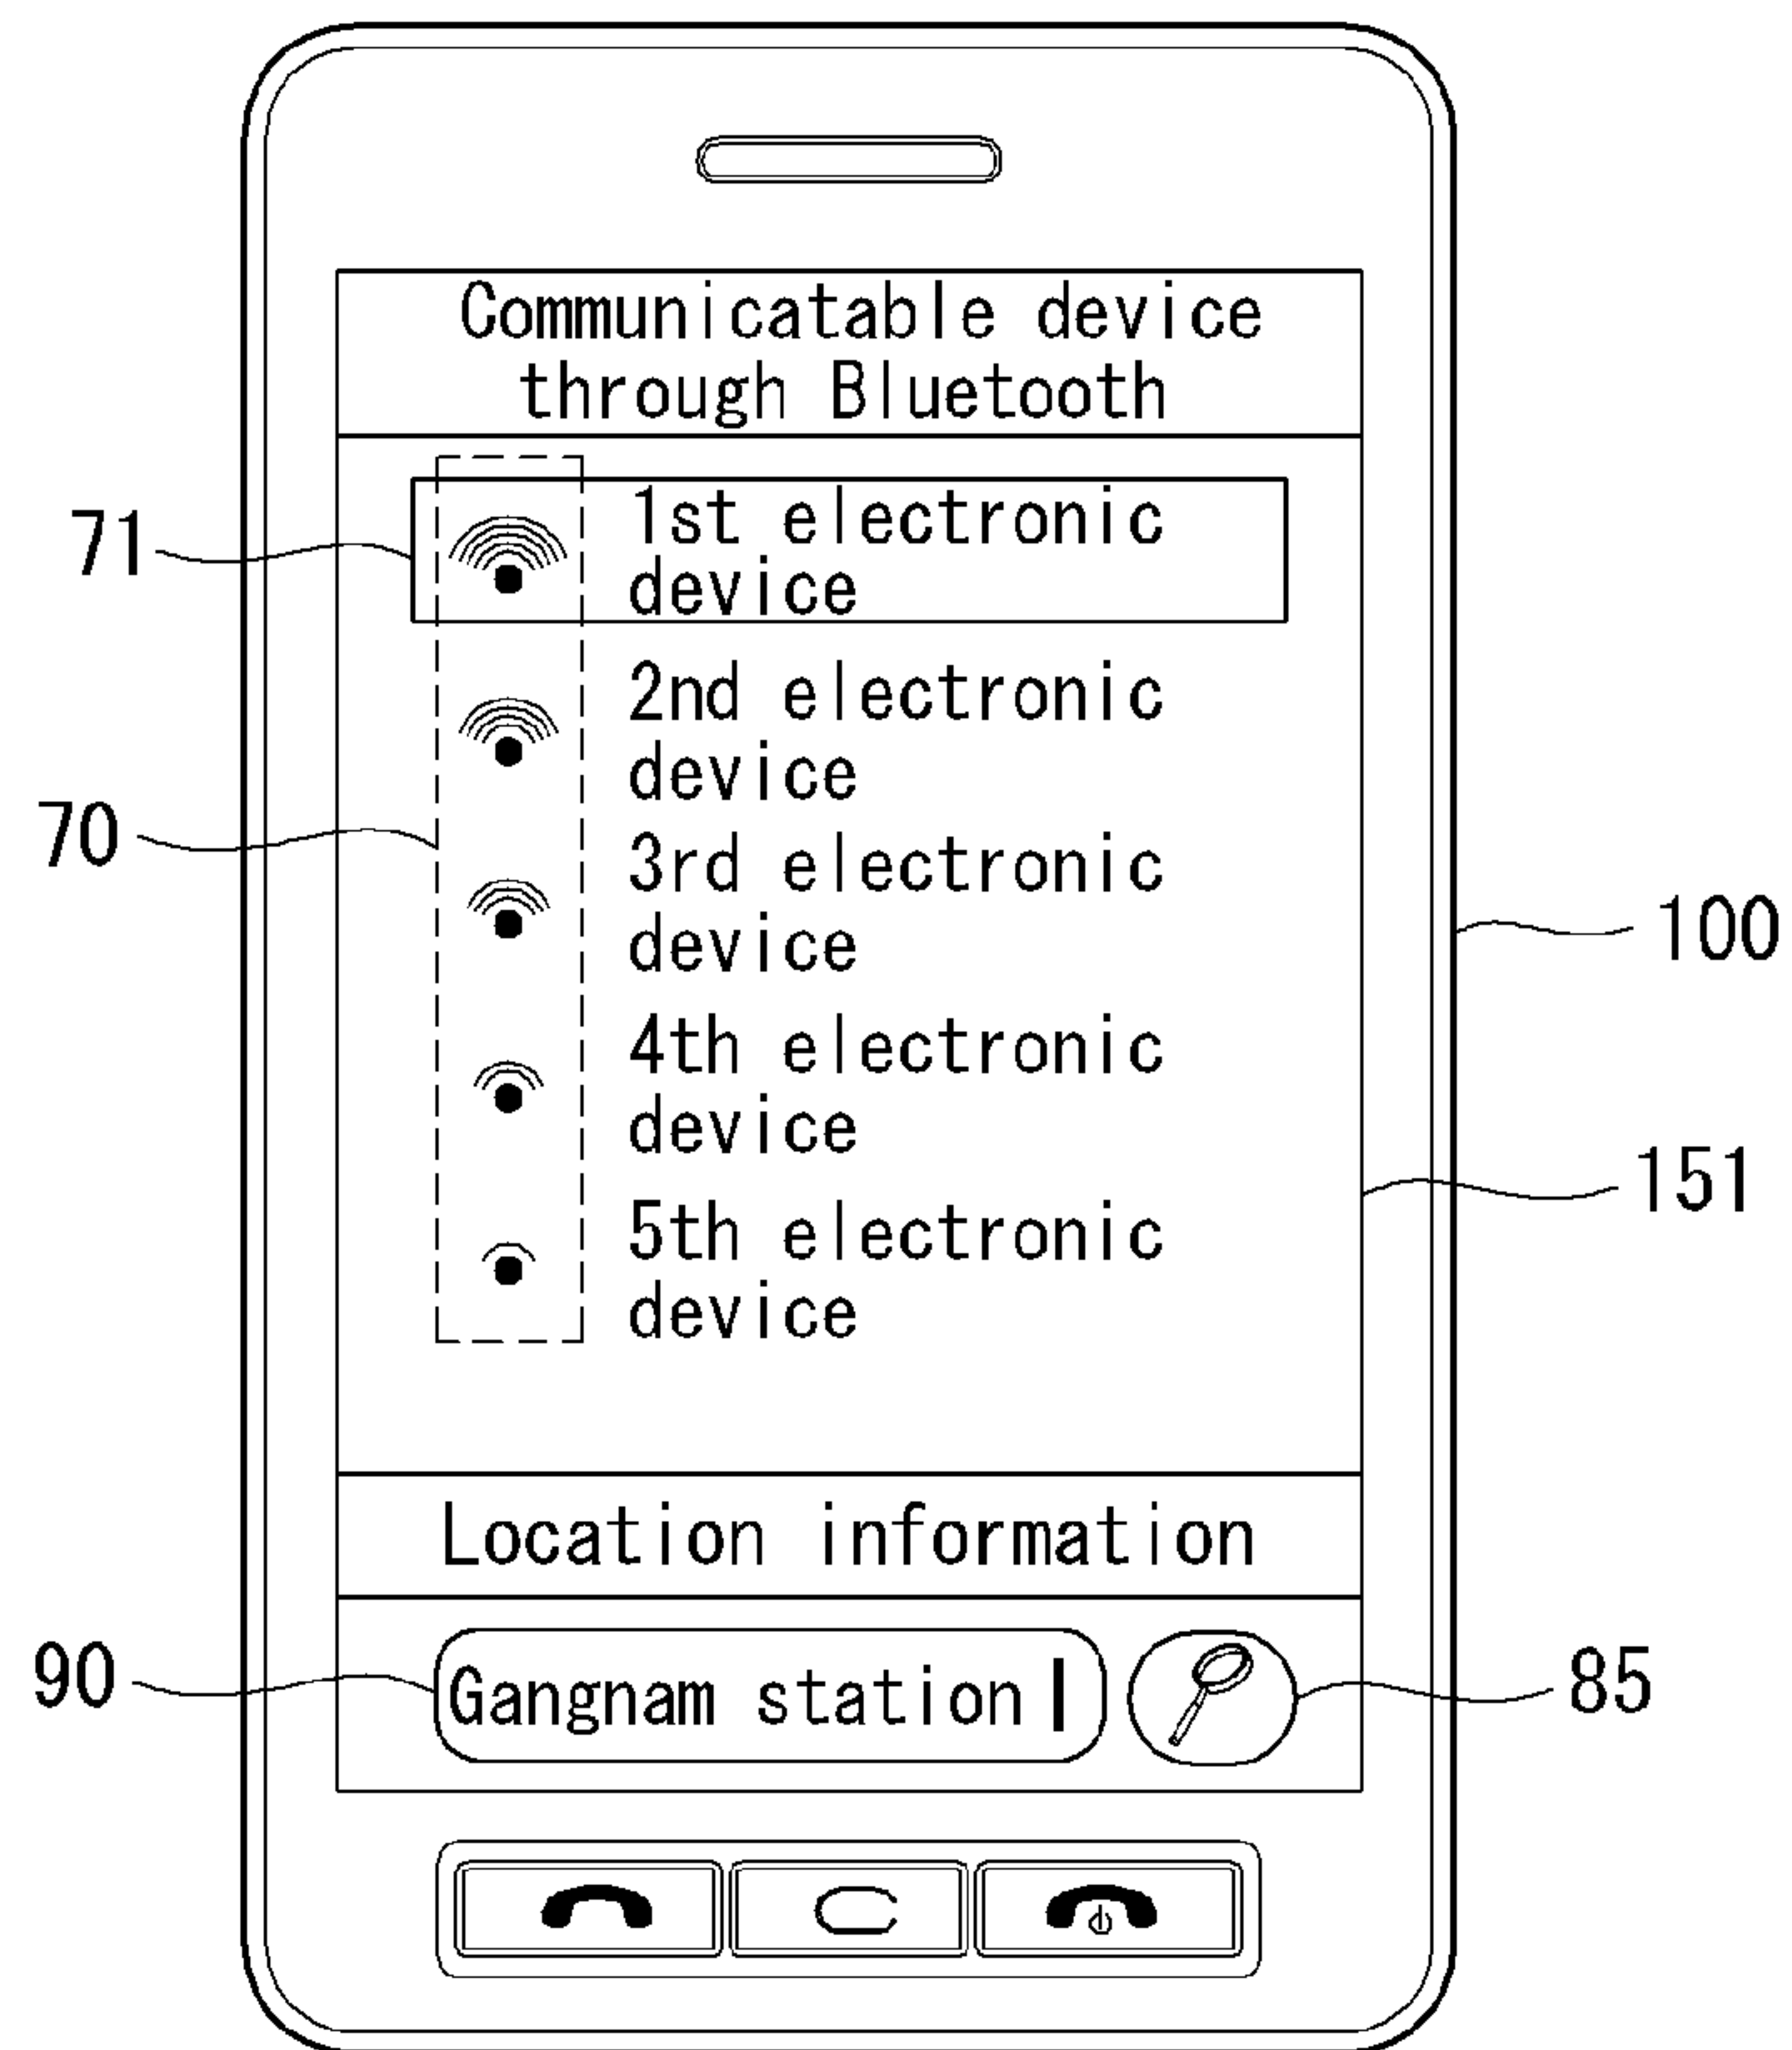 Communicatable device
through Bluetooth
71
1st electronic
device
2nd electronic
device
70
3rd electronic
device
100
4th electronic
device
151
5th electronic
device
Location information
90
Gangnam station
85
C